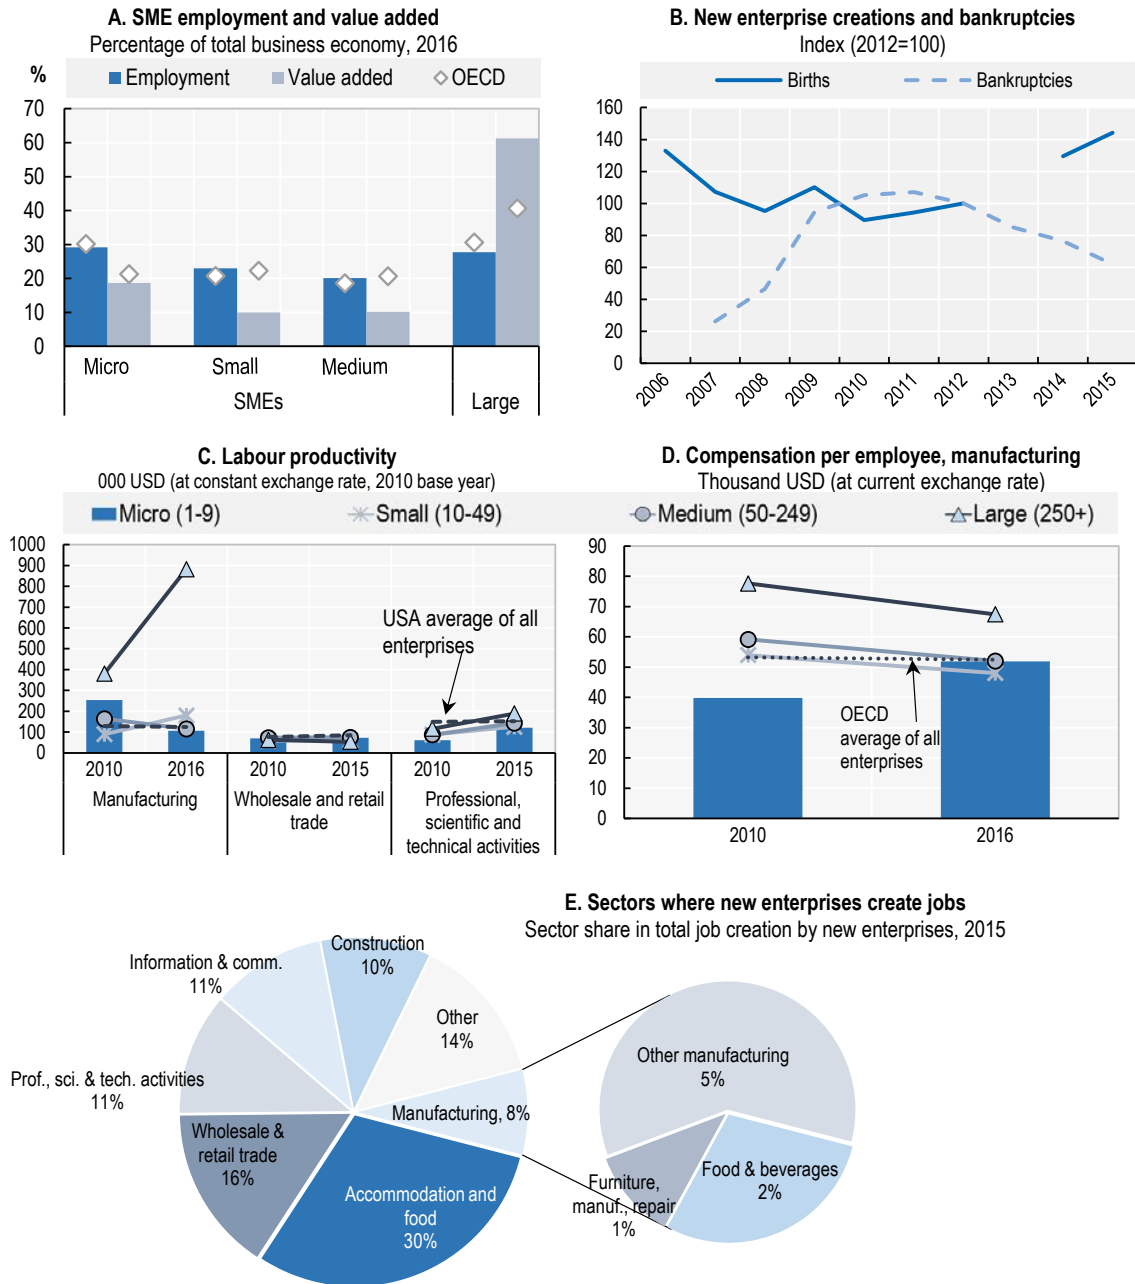 A. SME employment and value added
Percentage of total business economy, 2016
%
Employment
Value added
OECD
70
60
50
40
30
20
10
0
Micro
Small
Medium
SMEs
Large
B. New enterprise creations and bankruptcies
Index (2012=100)
Births
Bankruptcies
160
140
120
100
80
60
40
20
0
2006
2007
2008
2009
2010
2011
2012
2013
2014
2015
C. Labour productivity
000 USD (at constant exchange rate, 2010 base year)
D. Compensation per employee, manufacturing
Thousand USD (at current exchange rate)
Micro (1-9)
Small (10-49)
Medium (50-249)
Large (250+)
1000
900
800
700
600
500
400
300
200
100
0
USA average of all
enterprises
2010
2016
2010
2015
2010
2015
Manufacturing
Wholesale and retail
trade
Professional,
scientific and
technical activities
90
80
70
60
50
40
30
20
10
0
OECD
average of all
enterprises
2010
2016
E. Sectors where new enterprises create jobs
Sector share in total job creation by new enterprises, 2015
Construction
10%
Information & comm.
11%
Other
14%
Prof., sci. & tech. activities
11%
Manufacturing, 8%
Wholesale &
retail trade
16%
Accommodation and
food
30%
Other manufacturing
5%
Food & beverages
2%
Furniture,
manuf., repair
1%